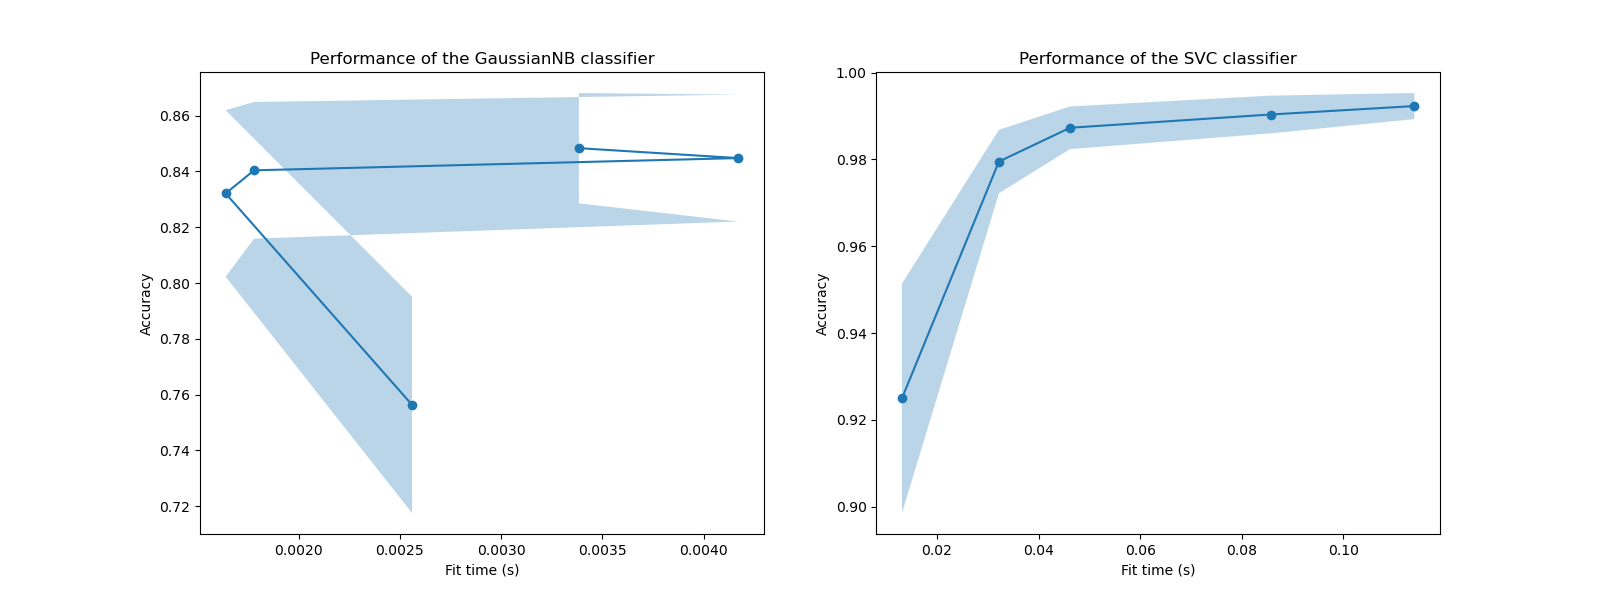 Performance of the GaussianNB classifier
Accuracy
0.86
0.84
0.82
0.80
0.78
0.76
0.74
0.72
0.0020 0.0025 0.0030 0.0035 0.0040
Fit time (s)
Performance of the SVC classifier
Accuracy
1.00
0.98
0.96
0.94
0.92
0.90
0.02 0.04 0.06 0.08 0.10
Fit time (s)